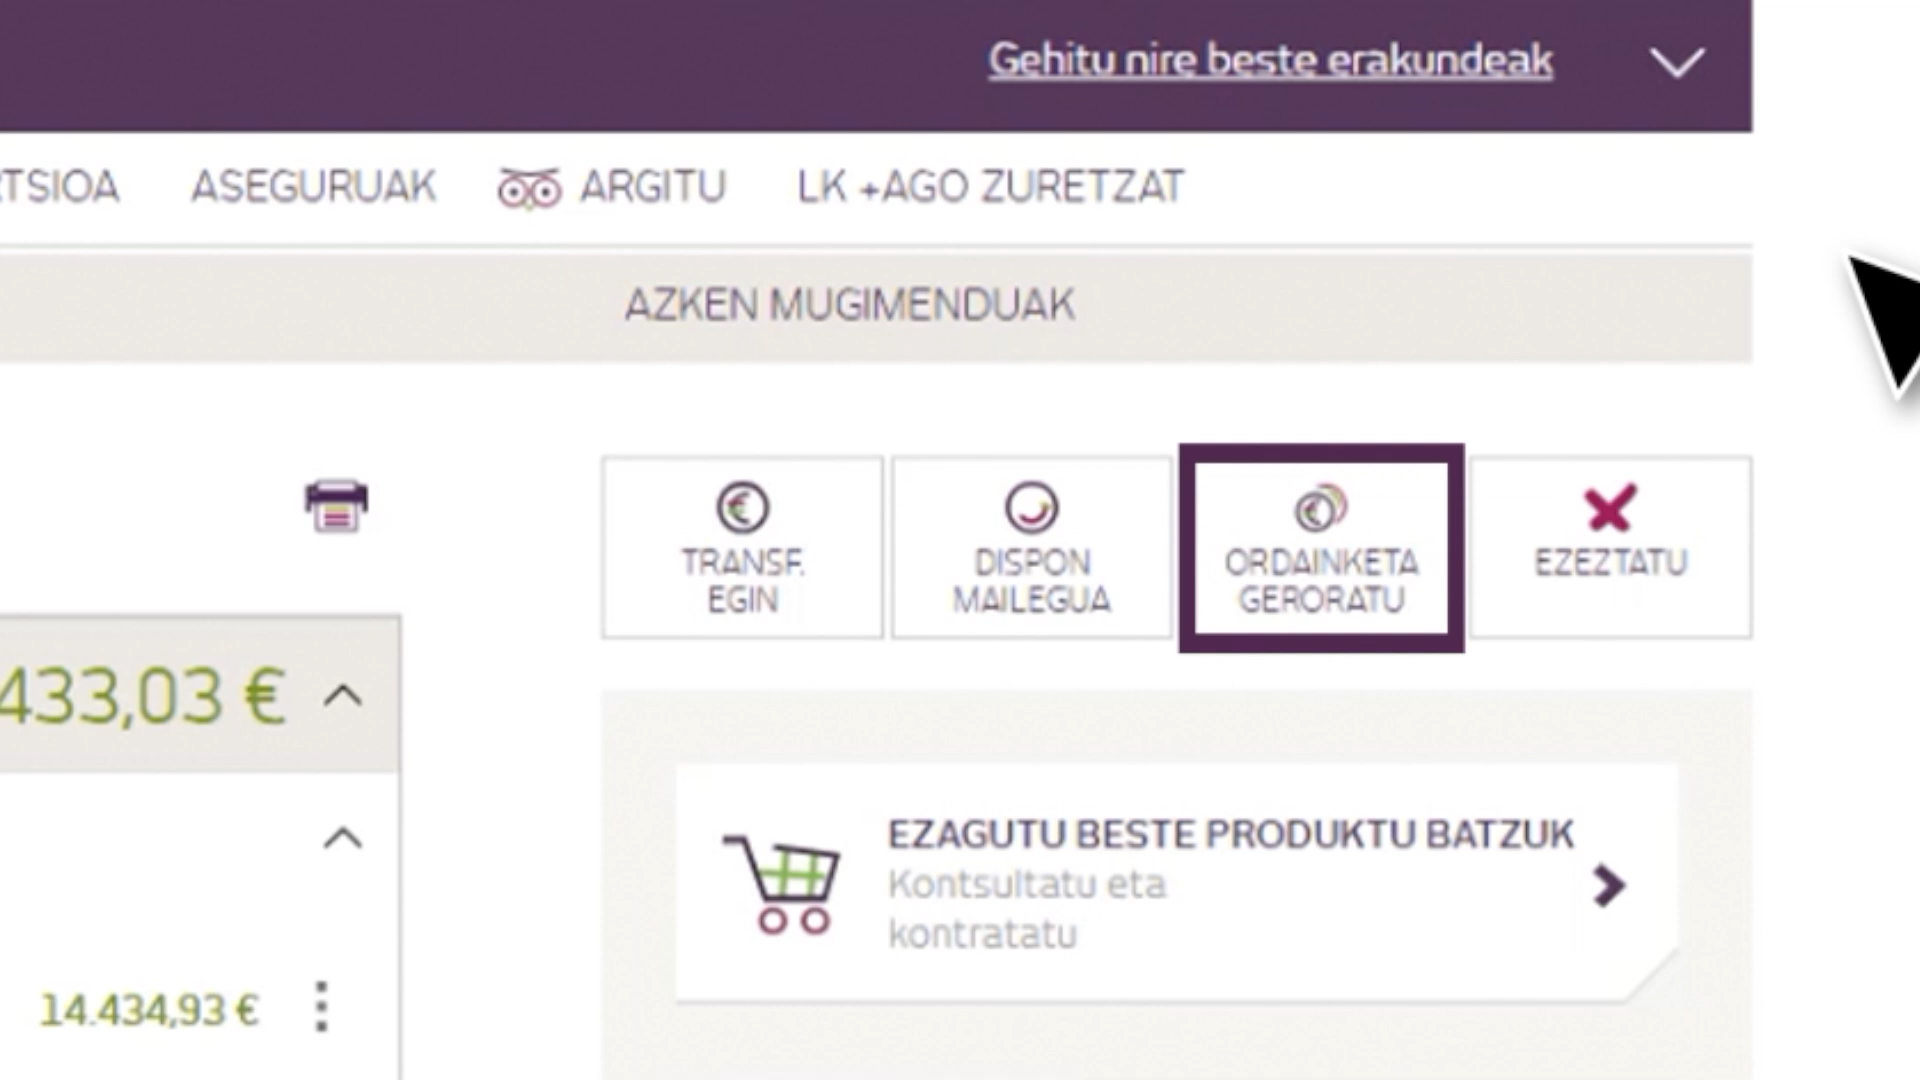 Gehitu nire beste erakundeak
TSIOA ASEGURUAK ARGITU LK +AGO ZURETZAT
AZKEN MUGIMENDUAK
TRANSF. EGIN
DISPON MAILEGUA
ORDAINKETA GERORATU
EZEZTATU
433,03 €
EZAGUTU BESTE PRODUKTU BATZUK
Kontsultatu eta
kontratatu
14.434,93 €